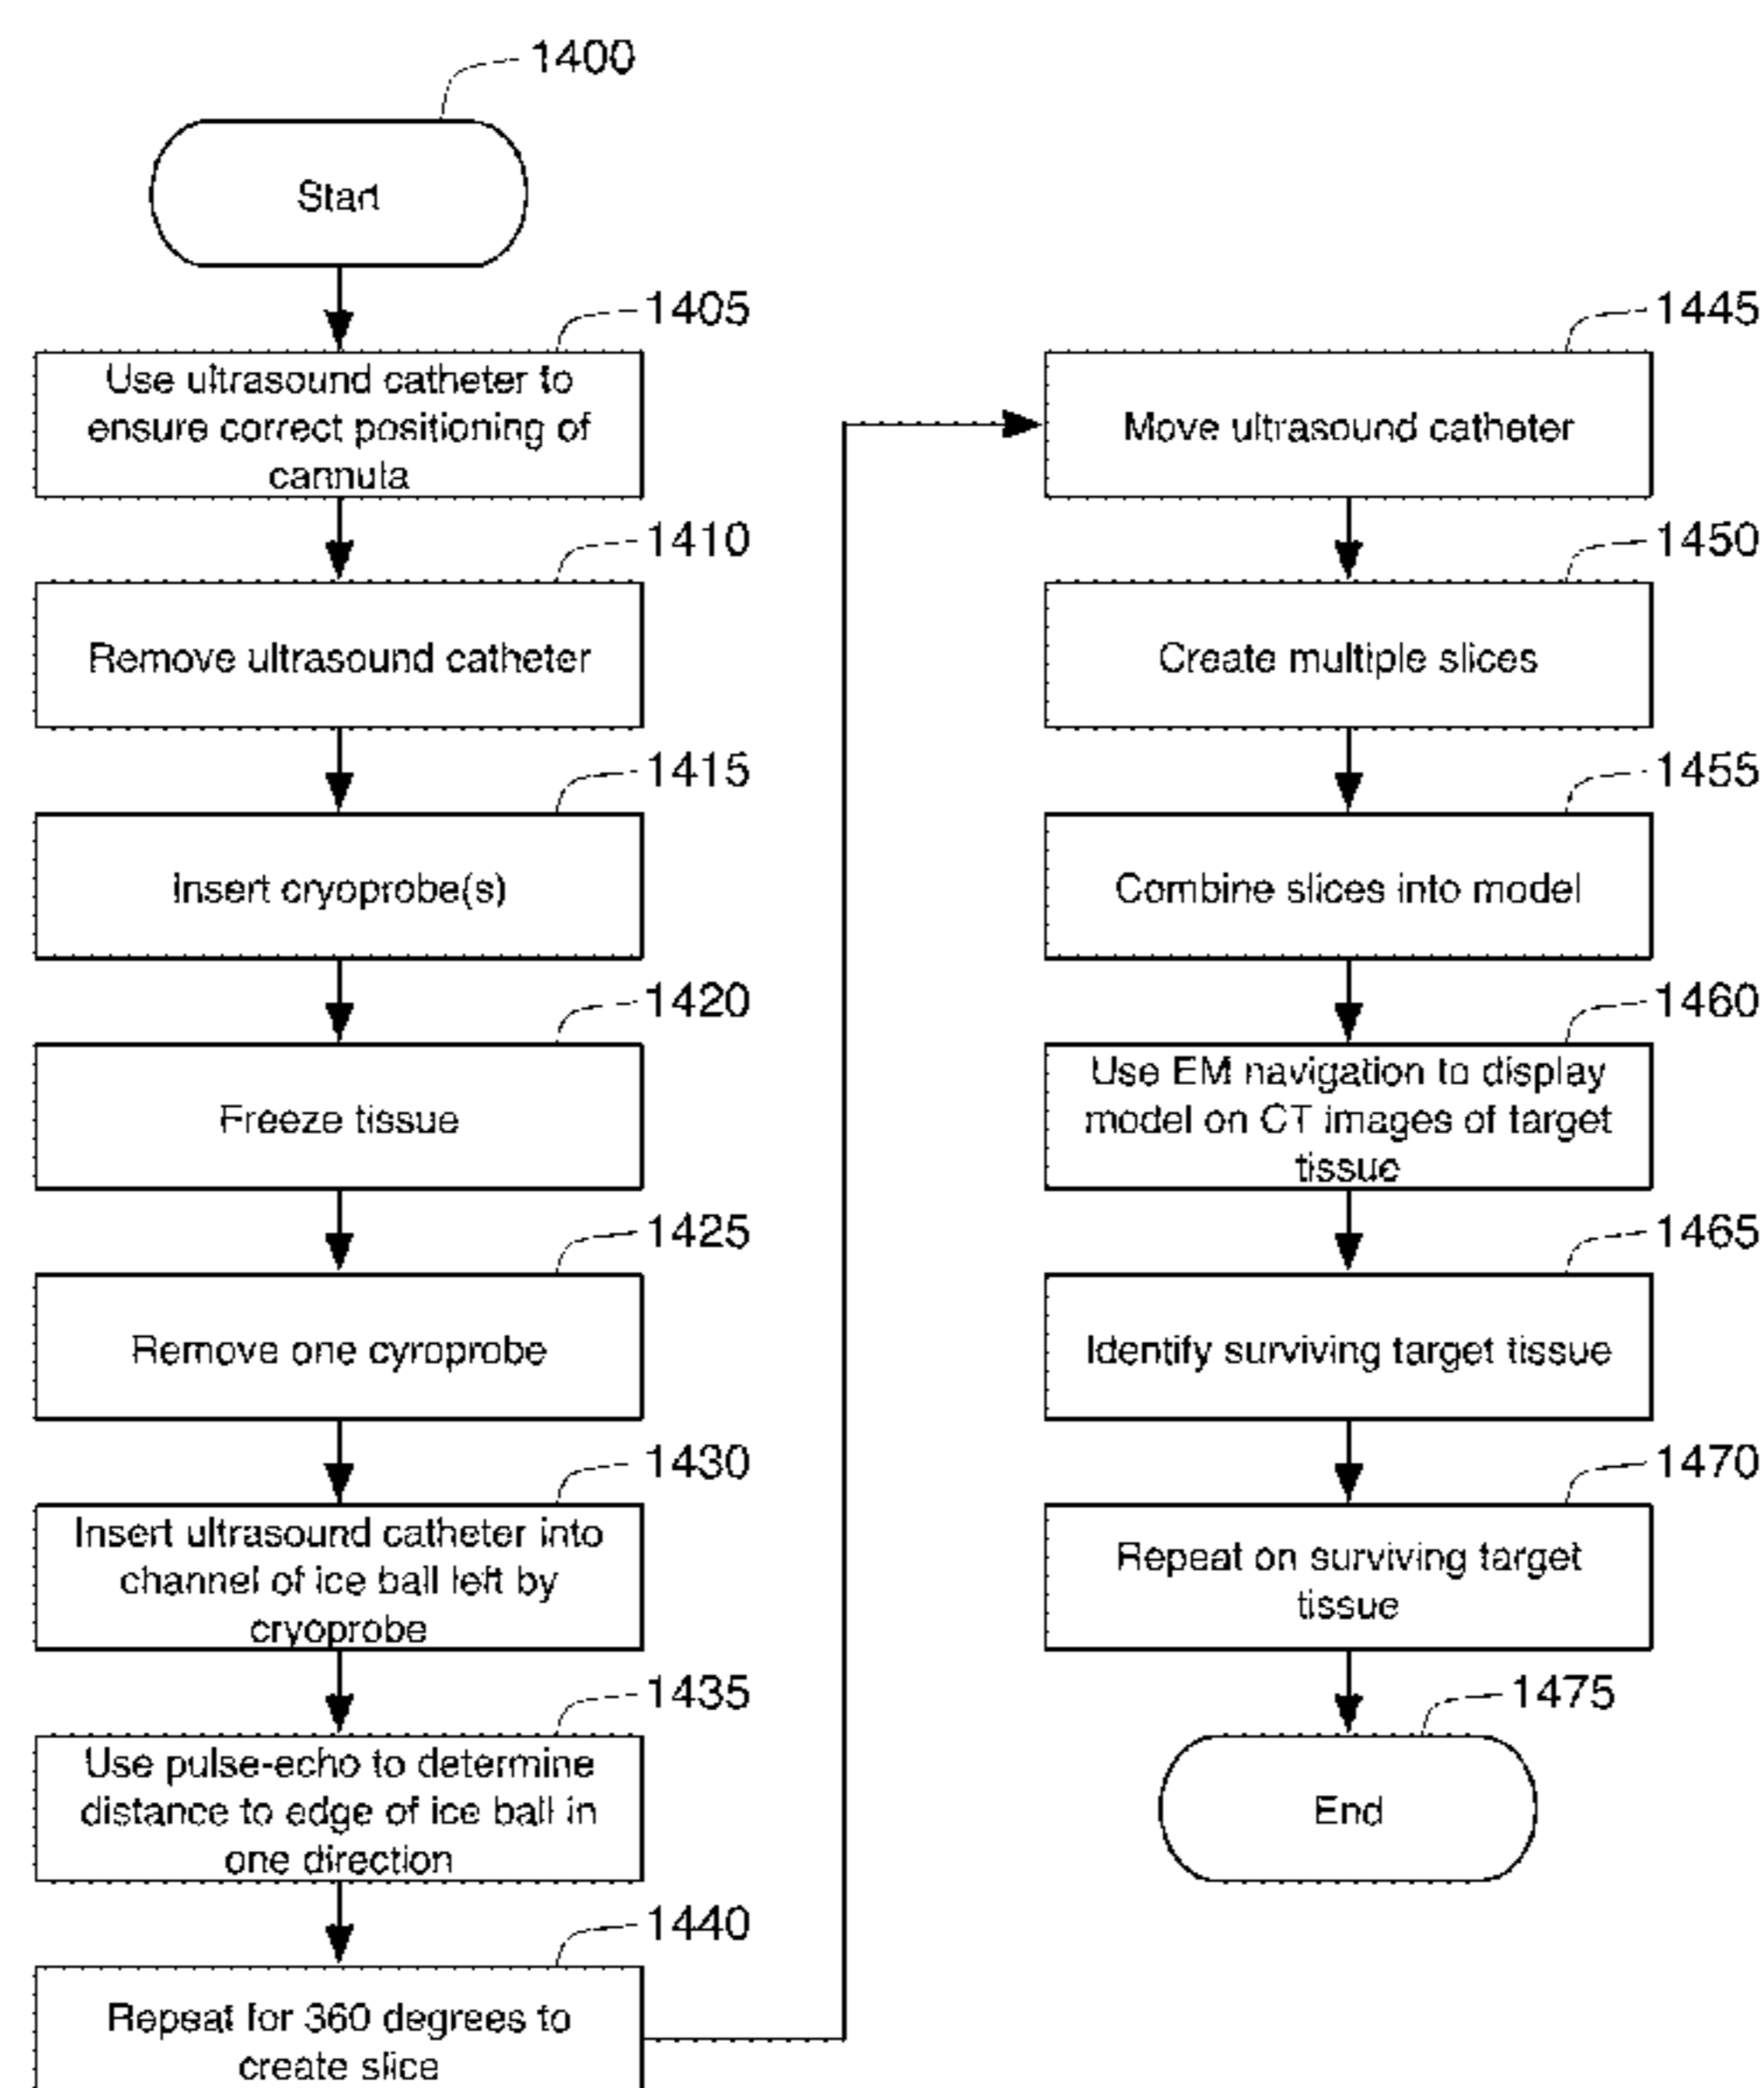 1400
Start
1405
Use ultrasound catheter to
ensure correct positioning of
cannula
1410
Remove ultrasound catheter
1415
Insert cryoprobe(s)
1420
Freeze tissue
1425
Remove one cyroprobe
1430
Insert ultrasound catheter into
channel of ice ball left by
cryoprobe
1435
Use pulse-echo to determine
distance to edge of ice ball in
one direction
1440
Repeat for 360 degrees to
create slice
1445
Move ultrasound catheter
1450
Create multiple slices
1455
Combine slices into model
1460
Use EM navigation to display
model on CT images of target
tissue
1465
Identify surviving target tissue
1470
Repeat on surviving target
tissue
1475
End